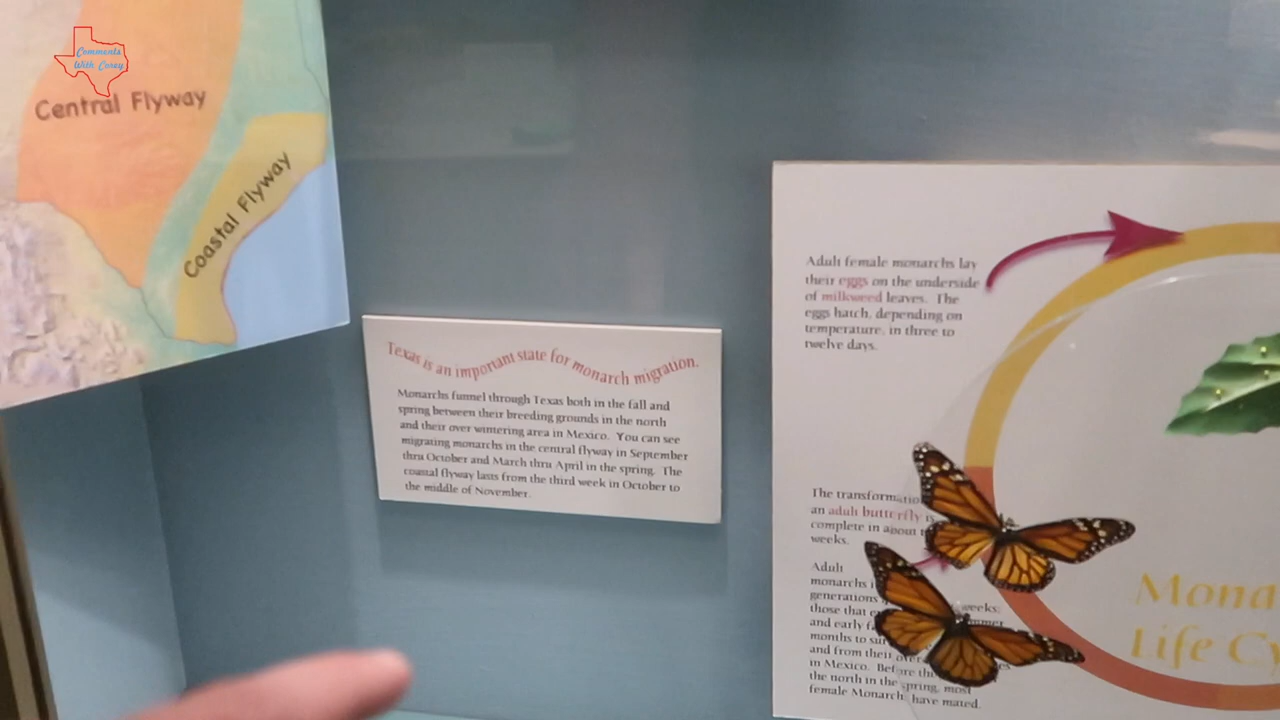 Comments
With Corey
Central Flyway
Coastal Flyway
Texas is an important state for monarch migration.
Monarchs funnel through Texas both in the fall and
spring between their breeding grounds in the north
and their over wintering area in Mexico. You can see
migrating monarchs in the central flyway in September
thru October and March thru April in the spring. The
coastal flyway lasts from the third week in October to
the middle of November.
Adult female monarchs lay
their eggs on the underside
of milkweed leaves. The
eggs hatch, depending on
temperature, in three to
twelve days.
The transformatio
an adult butterfly is
complete in about
weeks.
Adult
monarchs
generations weeks;
those that
and early
months to
and from their over
in Mexico. Before the
the north in the spring, most
female Monarch have mated.
Mona
Life Cy